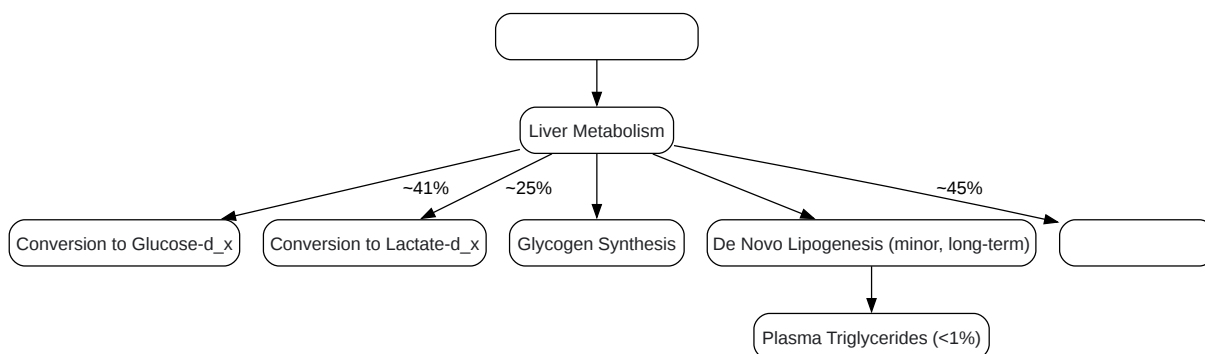 Liver Metabolism
~41%
~25%
~45%
Conversion to Glucose-d_x
Conversion to Lactate-d_x
Glycogen Synthesis
De Novo Lipogenesis (minor, long-term)
Plasma Triglycerides (<1%)